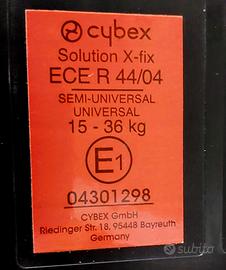 cybex
Solution X-fix
ECE R 44/04
SEMI-UNIVERSAL
UNIVERSAL
15 - 36 kg
E1
04301298
CYBEX GmbH
Riedinger Str. 18, 95448 Bayreuth
Germany
subito